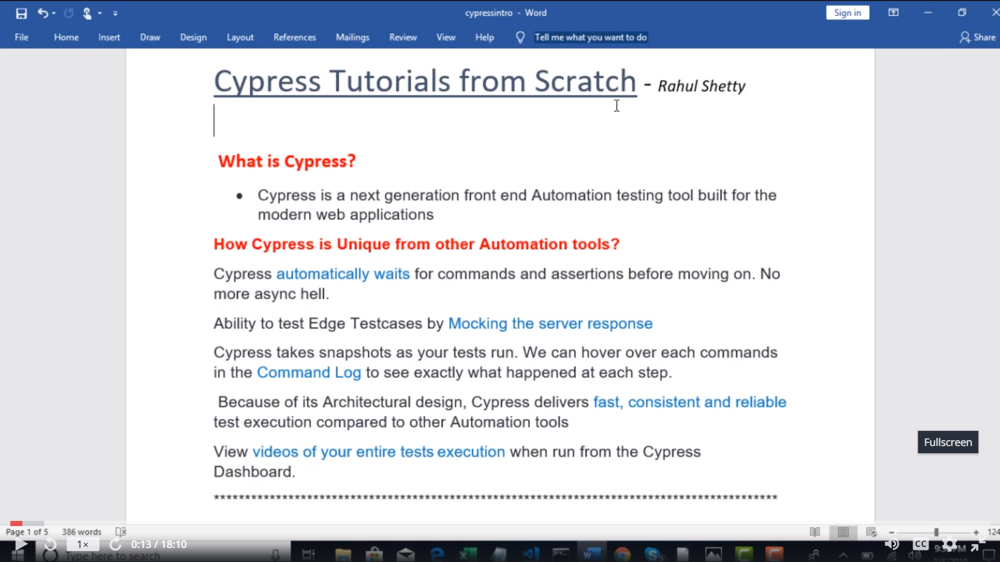 cypressintro - Word
Sign in
File Home Insert Draw Design Layout References Mailings Review View Help Tell me what you want to do Share
Cypress Tutorials from Scratch - Rahul Shetty
What is Cypress?
• Cypress is a next generation front end Automation testing tool built for the
modern web applications
How Cypress is Unique from other Automation tools?
Cypress automatically waits for commands and assertions before moving on. No
more async hell.
Ability to test Edge Testcases by Mocking the server response
Cypress takes snapshots as your tests run. We can hover over each commands
in the Command Log to see exactly what happened at each step.
Because of its Architectural design, Cypress delivers fast, consistent and reliable
test execution compared to other Automation tools
Fullscreen
View videos of your entire tests execution when run from the Cypress
Dashboard.
******************************************************************************************
Page 1 of 5 386 words 124
1× 0:13 / 18:10 CC
Type here to search